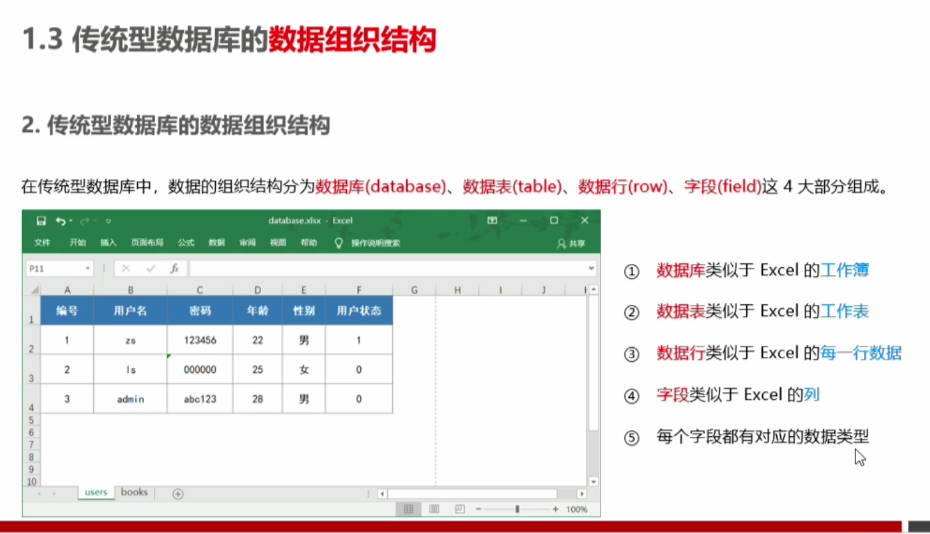 1.3 传统型数据库的数据组织结构
2. 传统型数据库的数据组织结构
在传统型数据库中，数据的组织结构分为数据库(database)、数据表(table)、数据行(row)、字段(field)这 4 大部分组成。
database.xlsx - Excel
文件 开始 插入 页面布局 公式 数据 审阅 视图 帮助 操作说明搜索 共享
P11 fx
A B C D E F G H I J
1 编号 用户名 密码 年龄 性别 用户状态
2 1 zs 123456 22 男 1
3 2 ls 000000 25 女 0
4 3 admin abc123 28 男 0
5
6
7
8
9
10
users books
100%
① 数据库类似于 Excel 的工作簿
② 数据表类似于 Excel 的工作表
③ 数据行类似于 Excel 的每一行数据
④ 字段类似于 Excel 的列
⑤ 每个字段都有对应的数据类型